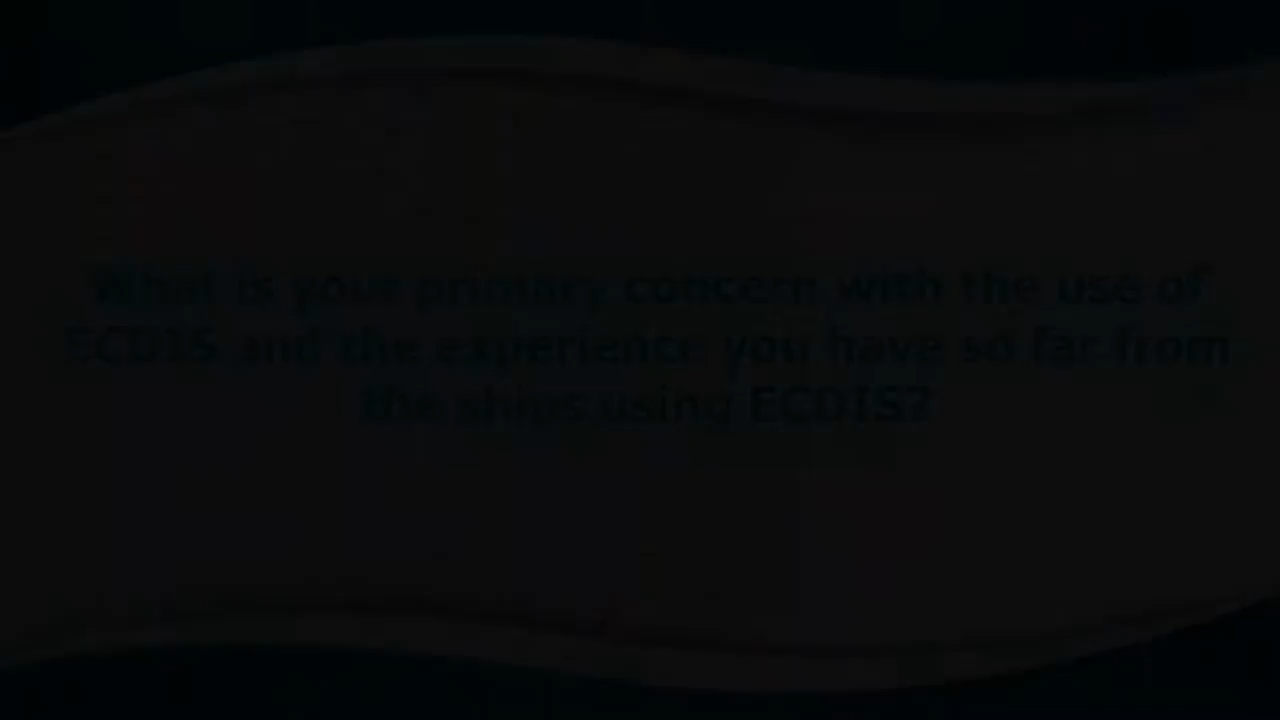 What is your primary concern with the use of
ECDIS and the experience you have so far from
the ships using ECDIS?